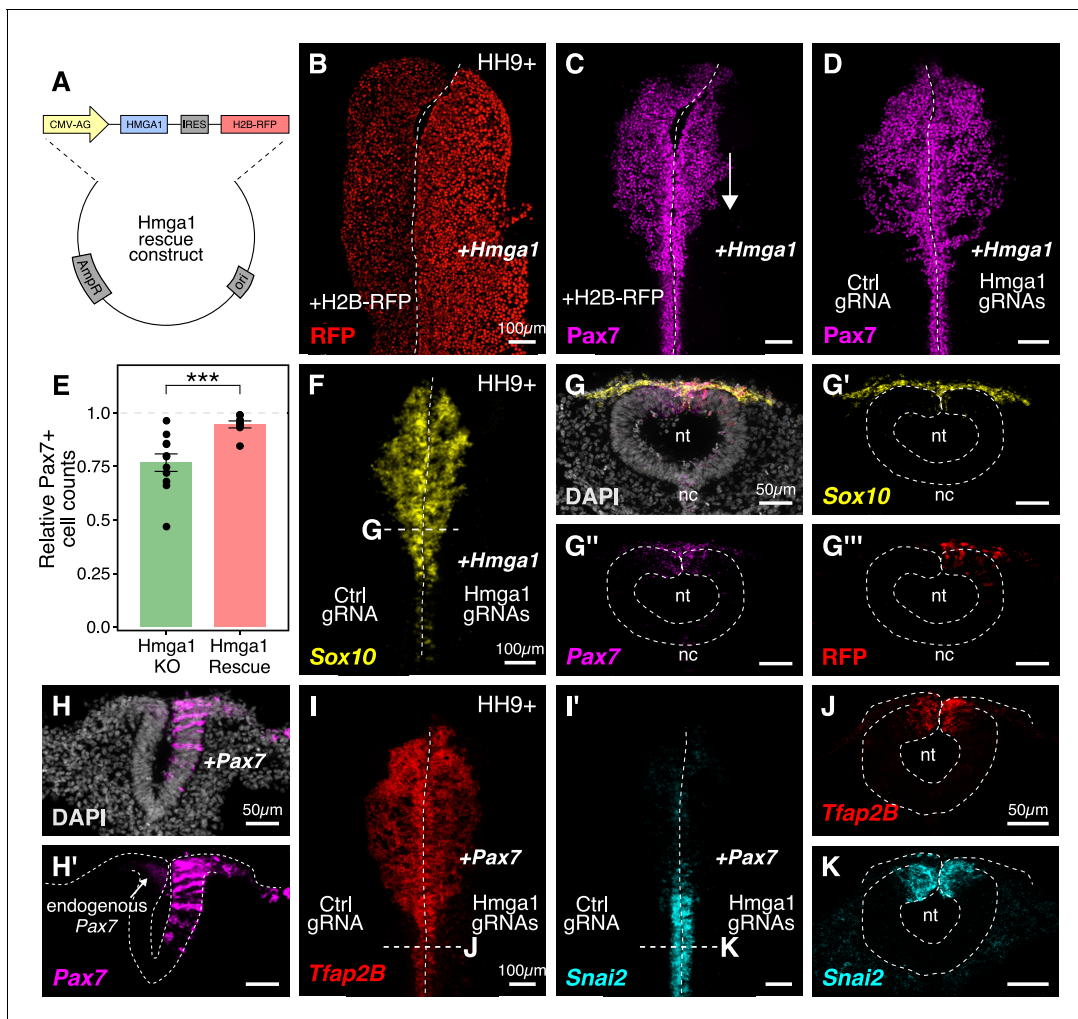 A
CMV-AG
HMGA1
IRES
H2B-RFP
Hmga1
rescue
construct
AmpR
ori
B
HH9+
+Hmga1
+H2B-RFP
RFP
100µm
C
+Hmga1
+H2B-RFP
Pax7
D
+Hmga1
Ctrl
gRNA
Hmga1
gRNAs
Pax7
E
***
Relative Pax7+
cell counts
1.0
0.75
0.5
0.25
0.0
Hmga1
KO
Hmga1
Rescue
F
HH9+
G
+Hmga1
Ctrl
gRNA
Hmga1
gRNAs
Sox10
100µm
G
nt
DAPI
nc
50µm
G'
nt
Sox10
nc
G''
nt
Pax7
nc
G'''
nt
RFP
nc
H
+Pax7
DAPI
50µm
H'
endogenous
Pax7
Pax7
I
HH9+
+Pax7
Ctrl
gRNA
Hmga1
gRNAs
J
Tfap2B
100µm
I'
+Pax7
Ctrl
gRNA
Hmga1
gRNAs
K
Snai2
J
nt
Tfap2B
50µm
K
nt
Snai2